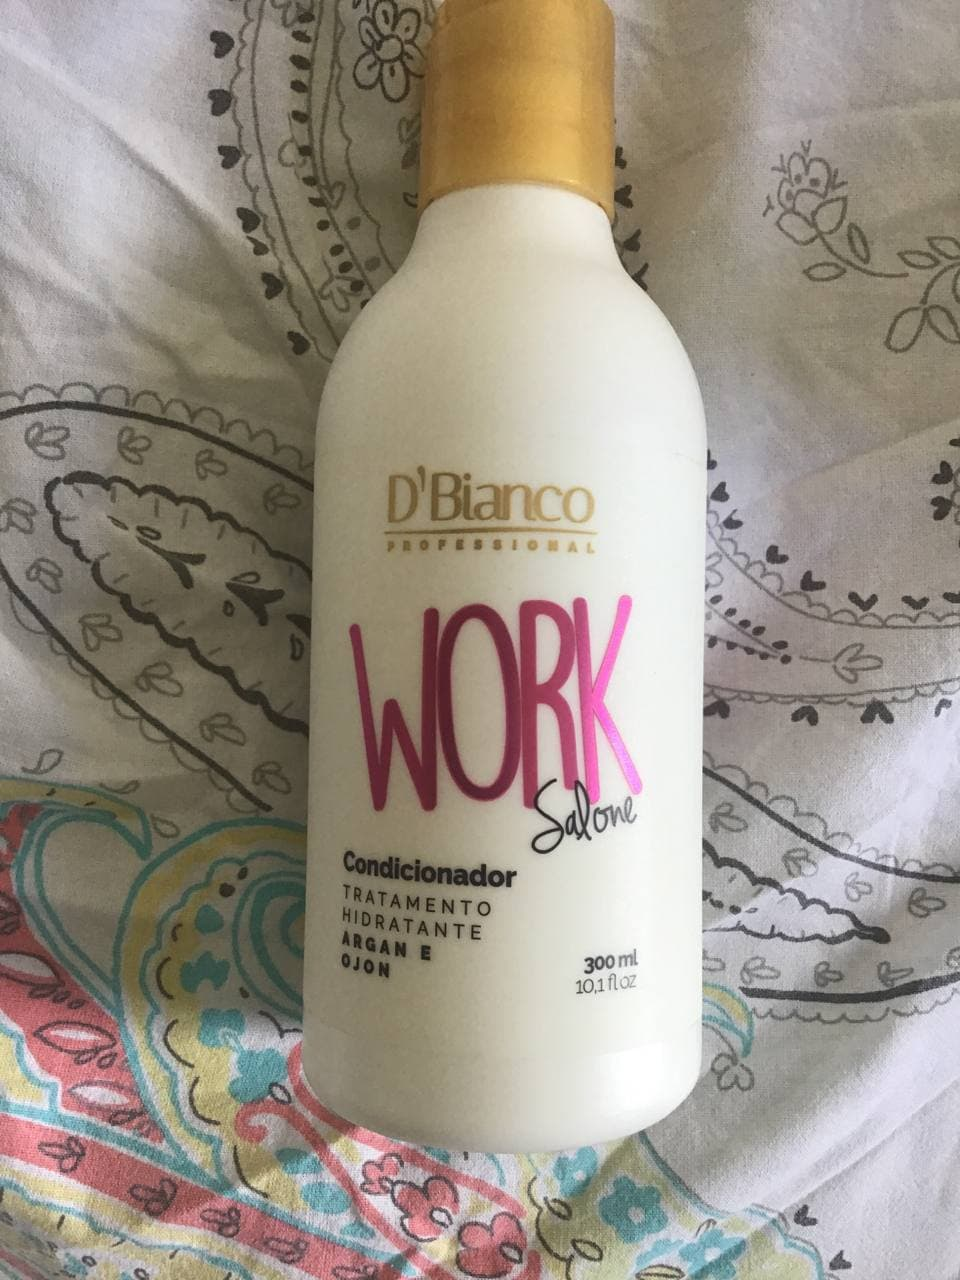 D'Bianco
PROFESSIONAL
WORK
Salone
Condicionador
TRATAMENTO
HIDRATANTE
ARGAN E
OJON
300 ml
10,1 fl oz